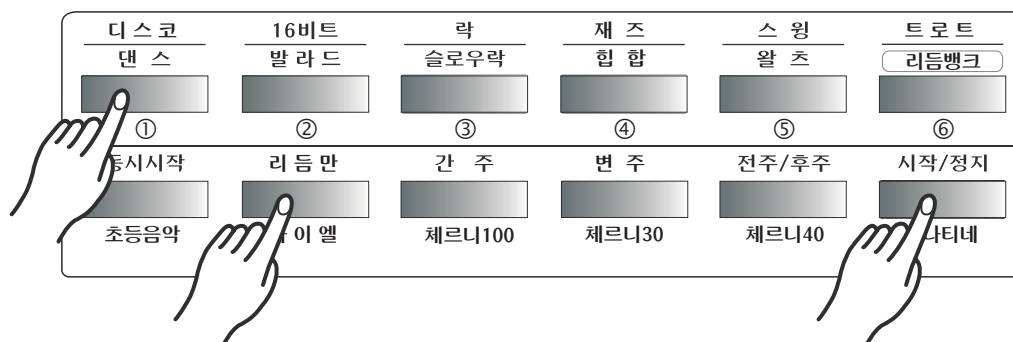 디스코 16비트 락 재즈 스윙 트로트
댄스 발라드 슬로우락 힙합 왈츠 리듬뱅크
① ② ③ ④ ⑤ ⑥
리듬만 간주 변주 전주/후주 시작/정지
초등음악 체르니100 체르니30 체르니40